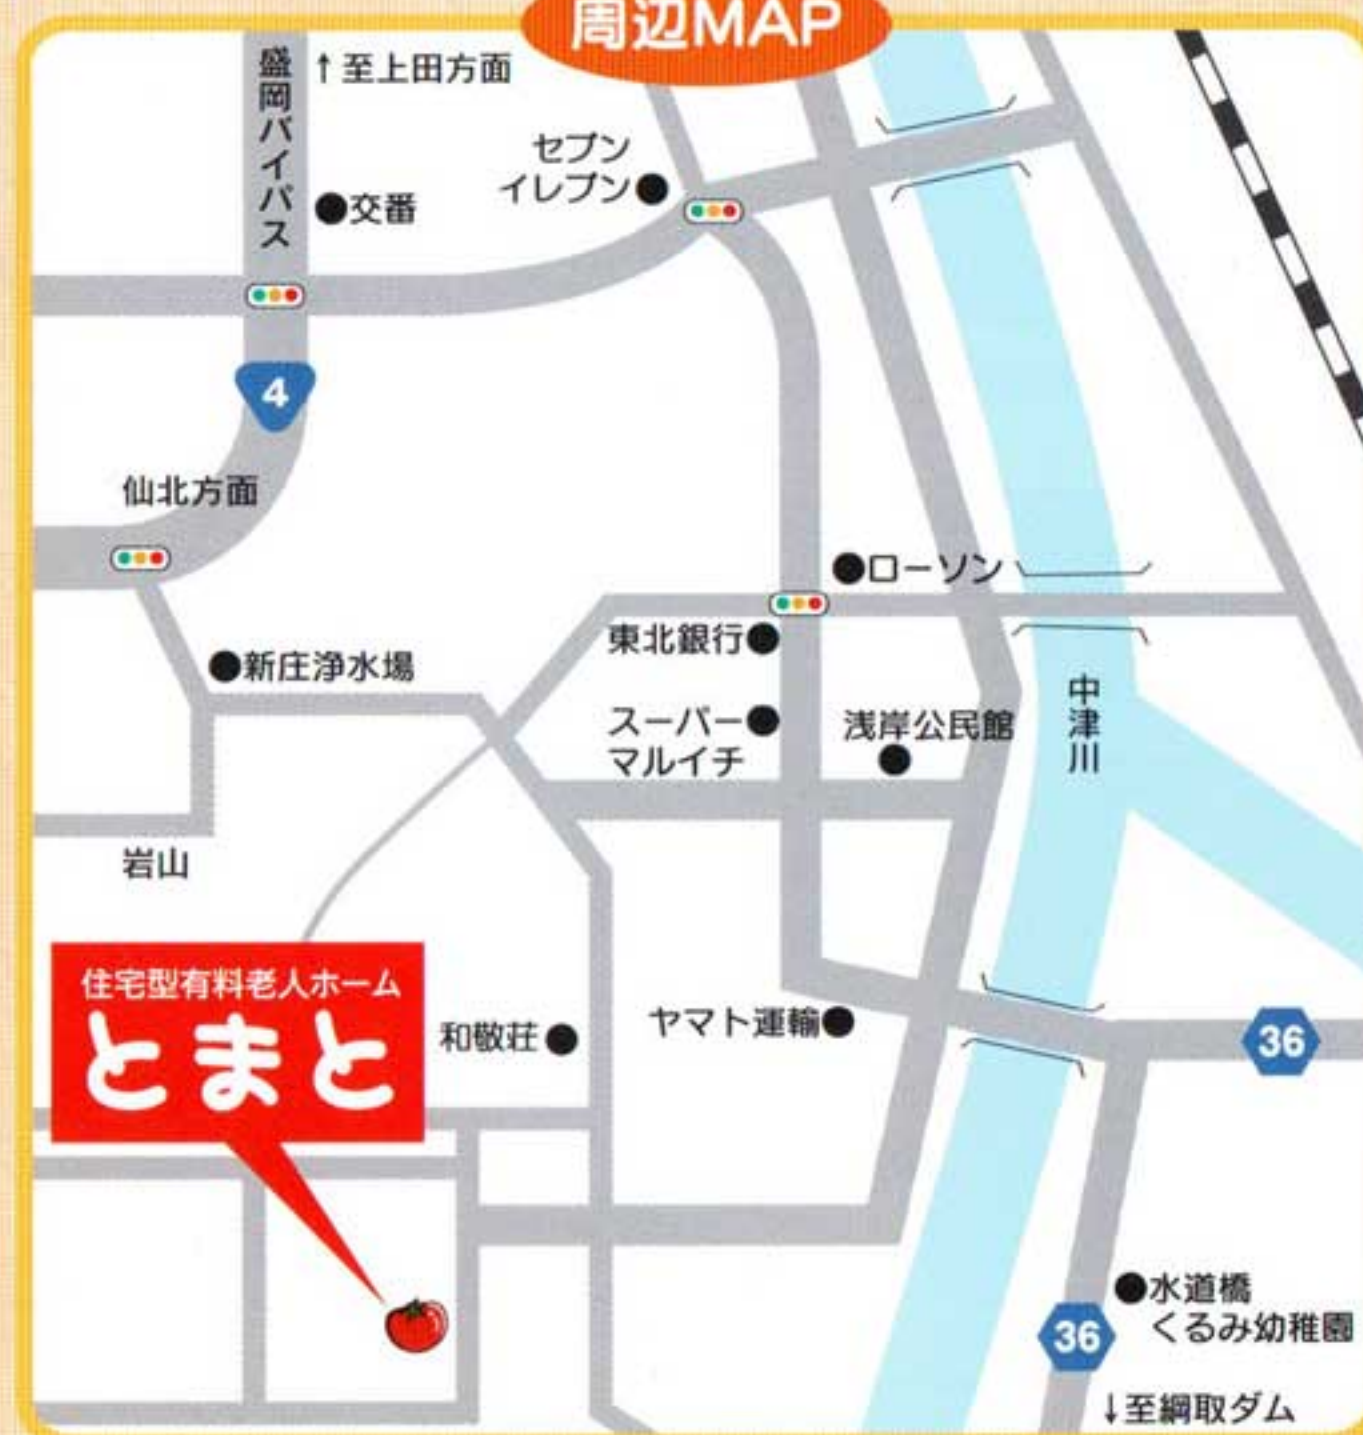 周辺MAP
盛岡バイパス
↑至上田方面
セブン
イレブン●
●交番
4
仙北方面
●ローソン
東北銀行●
●新庄浄水場
スーパー●
マルイチ
浅岸公民館
●
中津川
岩山
住宅型有料老人ホーム
とまと
和敬荘●
ヤマト運輸●
36
●水道橋
くるみ幼稚園
36
↓至綱取ダム